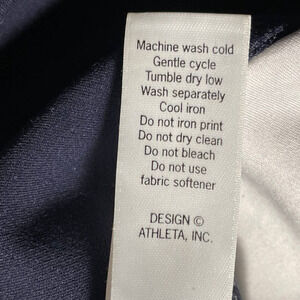 Machine wash cold
Gentle cycle
Tumble dry low
Wash separately
Cool iron
Do not iron print
Do not dry clean
Do not bleach
Do not use
fabric softener
DESIGN ©
ATHLETA, INC.